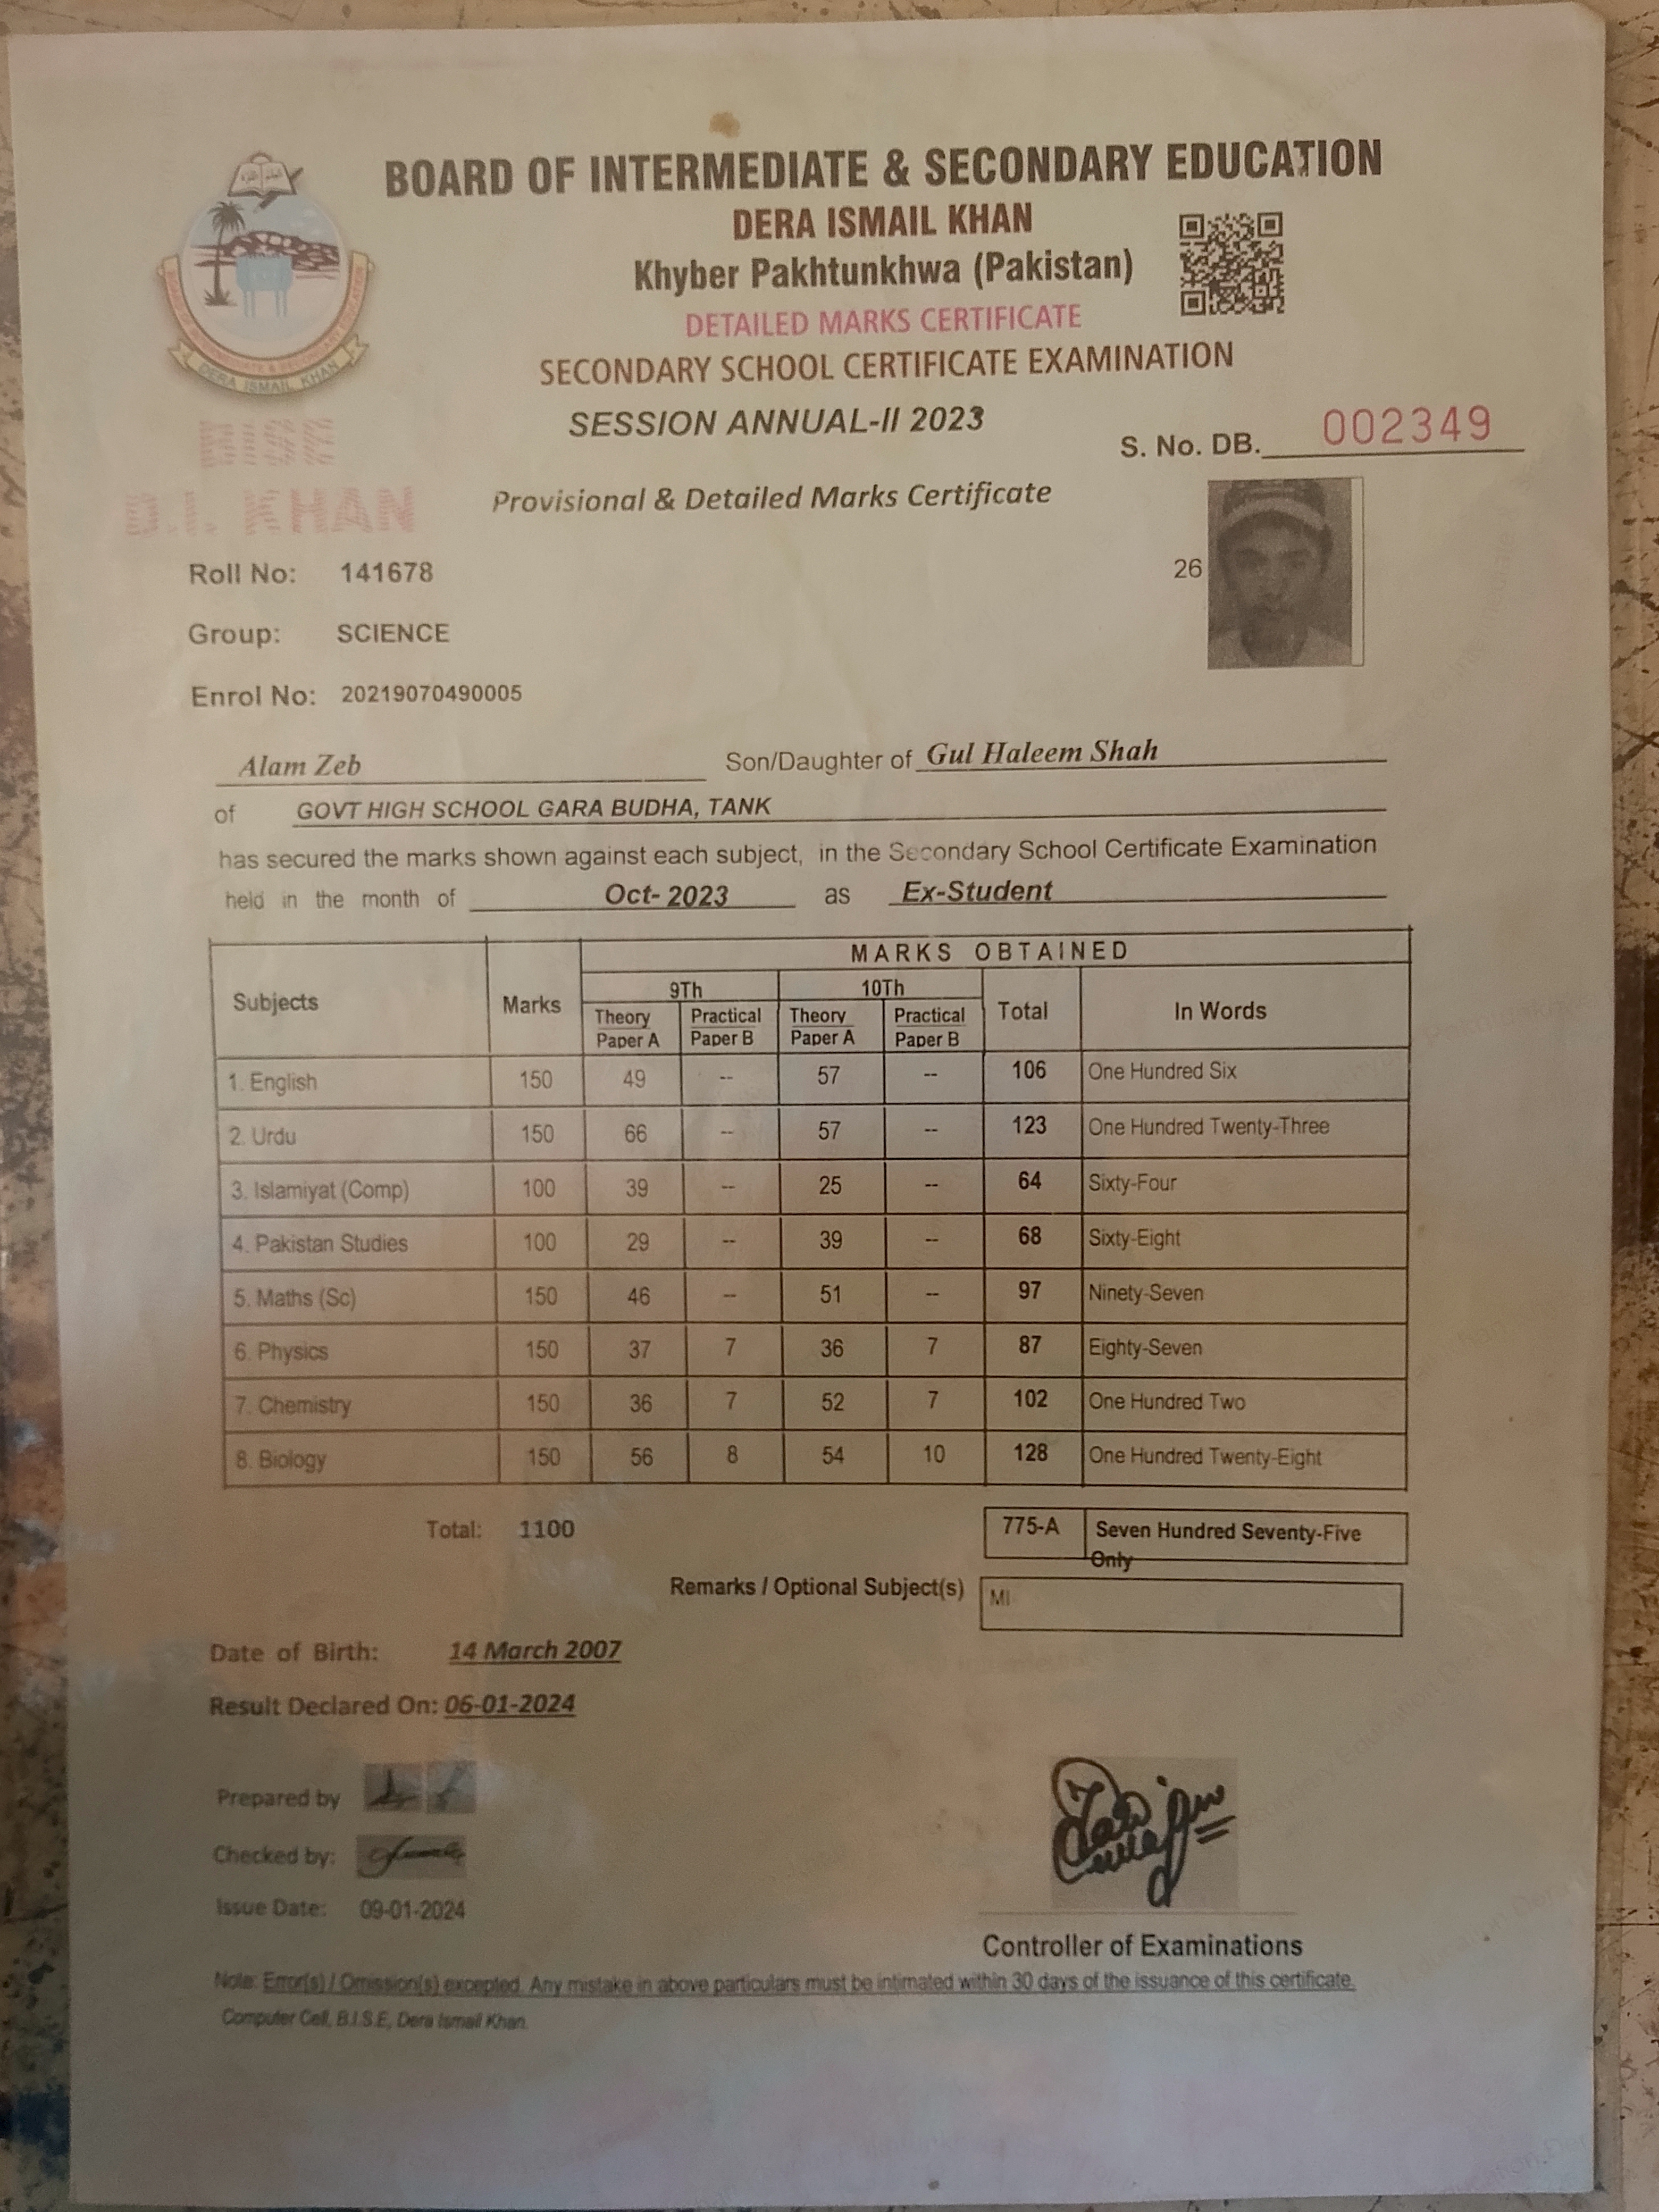 BOARD OF INTERMEDIATE & SECONDARY EDUCATION
DERA ISMAIL KHAN
Khyber Pakhtunkhwa (Pakistan)
DETAILED MARKS CERTIFICATE
SECONDARY SCHOOL CERTIFICATE EXAMINATION
SESSION ANNUAL-II 2023
DERA ISMAIL KHAN
S. No. DB. 002349
BISE
D.I. KHAN
Provisional & Detailed Marks Certificate
Roll No: 141678
26
Group: SCIENCE
Enrol No: 20219070490005
Alam Zeb Son/Daughter of Gul Haleem Shah
of GOVT HIGH SCHOOL GARA BUDHA, TANK
has secured the marks shown against each subject, in the Secondary School Certificate Examination
held in the month of Oct- 2023 as Ex-Student
MARKS OBTAINED
Subjects Marks 9Th 10Th Total In Words
Theory Paper A Practical Paper B Theory Paper A Practical Paper B
1. English 150 49 -- 57 -- 106 One Hundred Six
2. Urdu 150 66 -- 57 -- 123 One Hundred Twenty-Three
3. Islamiyat (Comp) 100 39 -- 25 -- 64 Sixty-Four
4. Pakistan Studies 100 29 -- 39 -- 68 Sixty-Eight
5. Maths (Sc) 150 46 -- 51 -- 97 Ninety-Seven
6. Physics 150 37 7 36 7 87 Eighty-Seven
7. Chemistry 150 36 7 52 7 102 One Hundred Two
8. Biology 150 56 8 54 10 128 One Hundred Twenty-Eight
Total: 1100 775-A Seven Hundred Seventy-Five
Only
Remarks / Optional Subject(s) MI
Date of Birth: 14 March 2007
Result Declared On: 06-01-2024
Prepared by
Checked by:
Issue Date: 09-01-2024
Controller of Examinations
Note: Error(s) / Omission(s) excepted. Any mistake in above particulars must be intimated within 30 days of the issuance of this certificate.
Computer Cell, B.I.S.E, Dera Ismail Khan.